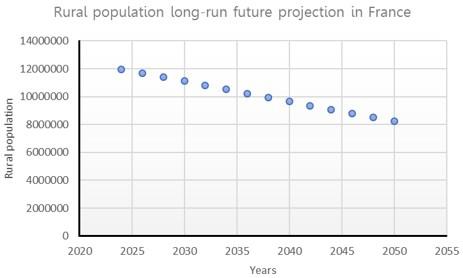 Rural population long-run future projection in France
14000000
12000000
10000000
8000000
6000000
4000000
2000000
0
Rural population
2020 2025 2030 2035 2040 2045 2050 2055
Years